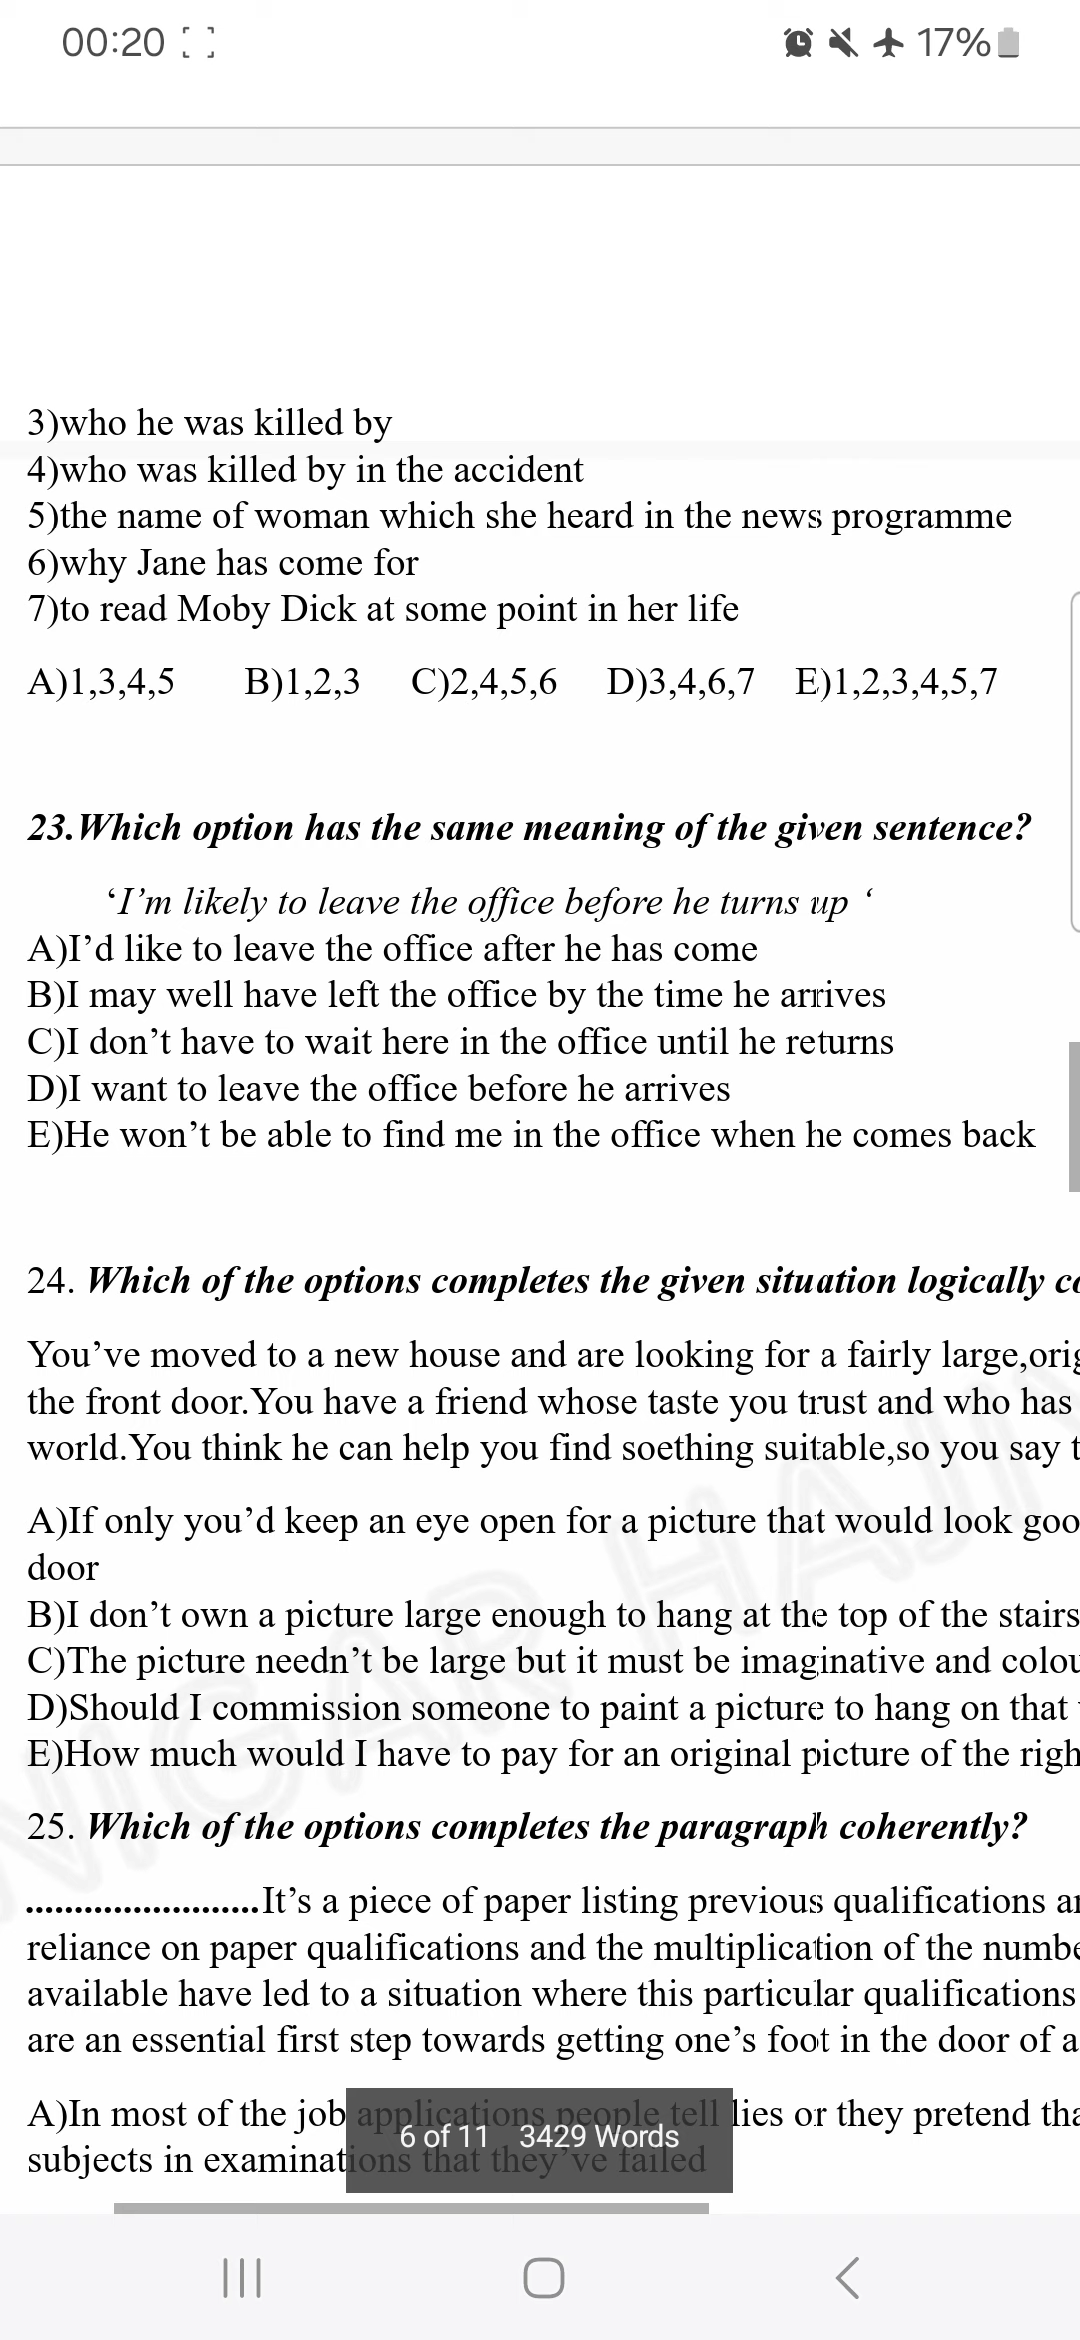 00:20
17%
3)who he was killed by
4)who was killed by in the accident
5)the name of woman which she heard in the news programme
6)why Jane has come for
7)to read Moby Dick at some point in her life
A)1,3,4,5 B)1,2,3 C)2,4,5,6 D)3,4,6,7 E)1,2,3,4,5,7
23.Which option has the same meaning of the given sentence?
‘I’m likely to leave the office before he turns up ‘
A)I’d like to leave the office after he has come
B)I may well have left the office by the time he arrives
C)I don’t have to wait here in the office until he returns
D)I want to leave the office before he arrives
E)He won’t be able to find me in the office when he comes back
24. Which of the options completes the given situation logically
You’ve moved to a new house and are looking for a fairly large,
the front door.You have a friend whose taste you trust and who has
world.You think he can help you find soething suitable,so you say
A)If only you’d keep an eye open for a picture that would look
door
B)I don’t own a picture large enough to hang at the top of the stairs
C)The picture needn’t be large but it must be imaginative and
D)Should I commission someone to paint a picture to hang on that
E)How much would I have to pay for an original picture of the
25. Which of the options completes the paragraph coherently?
........................It’s a piece of paper listing previous qualifications
reliance on paper qualifications and the multiplication of the
available have led to a situation where this particular qualifications
are an essential first step towards getting one’s foot in the door of a
A)In most of the job applications people tell lies or they pretend
subjects in examinations that they’ve failed
6 of 11 3429 Words
NIGAR